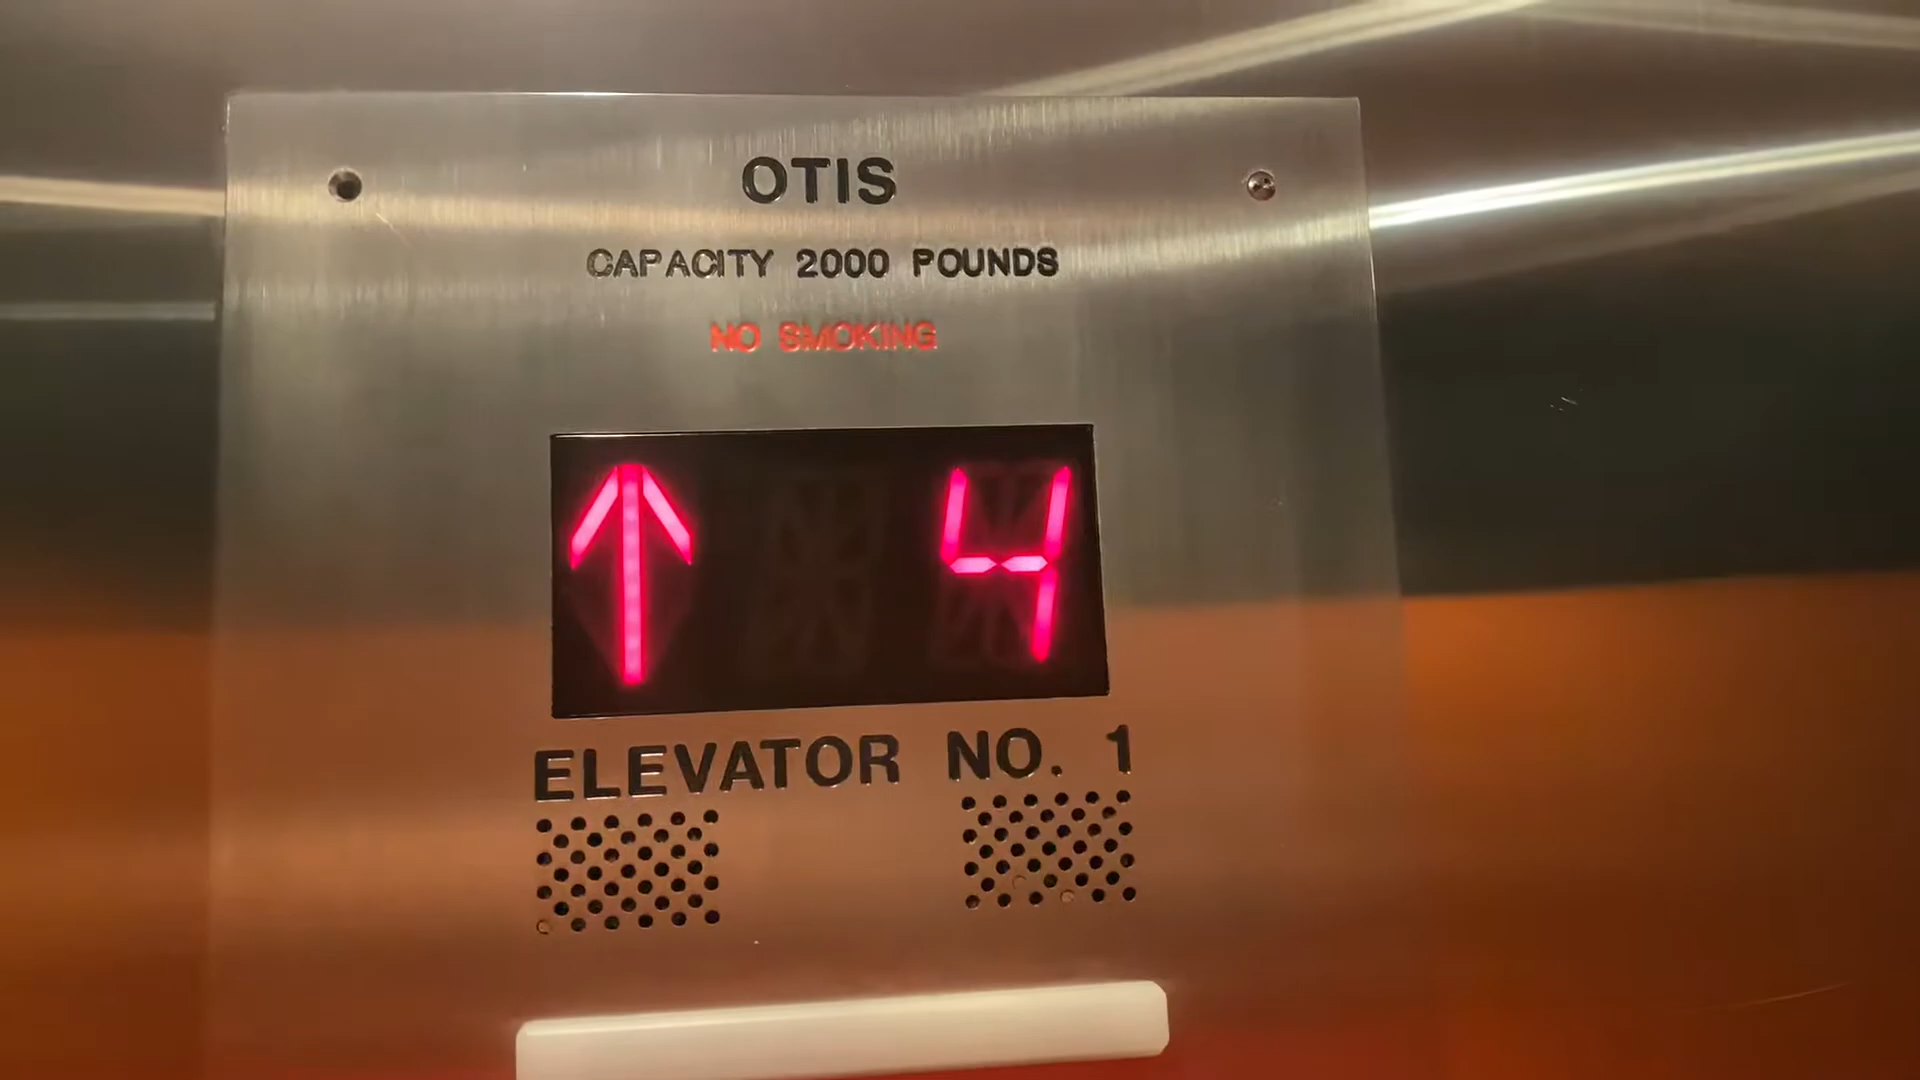 OTIS
CAPACITY 2000 POUNDS
NO SMOKING
↑ 4
ELEVATOR NO. 1